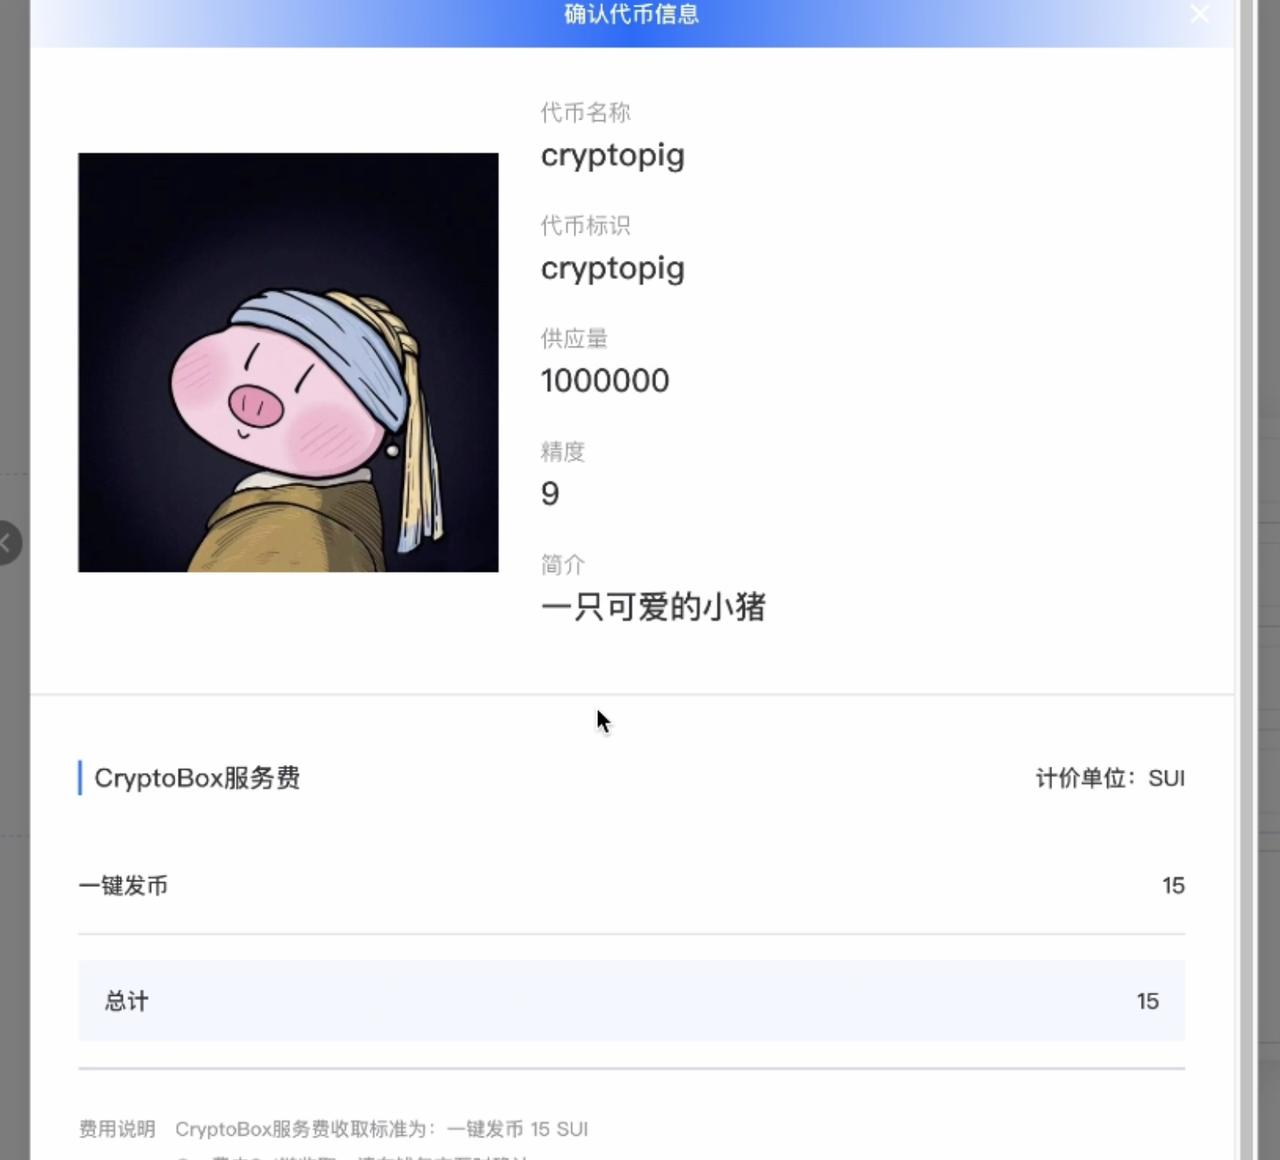 确认代币信息
代币名称
cryptopig
代币标识
cryptopig
供应量
1000000
精度
9
简介
一只可爱的小猪
CryptoBox服务费
计价单位：SUI
一键发币
15
总计
15
费用说明 CryptoBox服务费收取标准为：一键发币 15 SUI